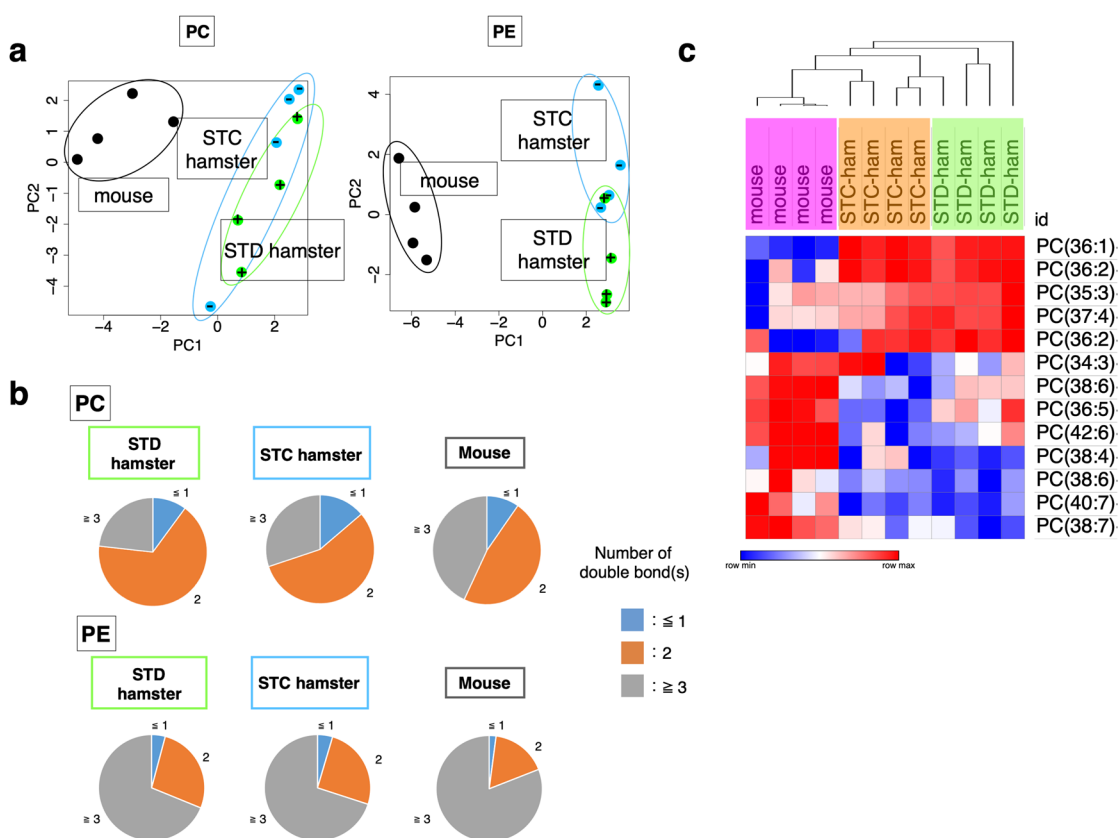 PC
PE
a
c
2
1
0
−1
−2
−3
−4
PC2
−4
−2
0
2
PC1
mouse
STC
hamster
STD hamster
4
2
0
−2
PC2
−6
−4
−2
0
2
PC1
mouse
STC
hamster
STD
hamster
mouse
mouse
mouse
mouse
STC-ham
STC-ham
STC-ham
STC-ham
STD-ham
STD-ham
STD-ham
STD-ham
id
PC(36:1)
PC(36:2)
PC(35:3)
PC(37:4)
PC(36:2)
PC(34:3)
PC(38:6)
PC(36:5)
PC(42:6)
PC(38:4)
PC(38:6)
PC(40:7)
PC(38:7)
row min
row max
b
PC
STD
hamster
STC hamster
Mouse
≦ 1
≧ 3
2
≦ 1
≧ 3
2
≦ 1
≧ 3
2
Number of
double bond(s)
: ≦ 1
: 2
: ≧ 3
PE
STD
hamster
STC hamster
Mouse
≦ 1
2
≧ 3
≦ 1
2
≧ 3
≦ 1
2
≧ 3